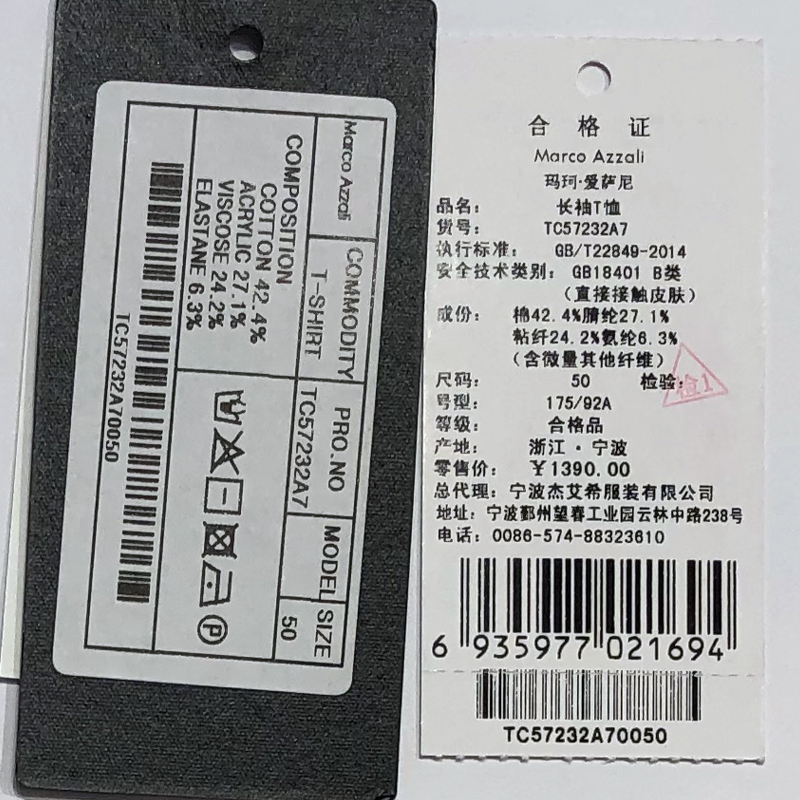 Marco Azzali
COMMODITY
T-SHIRT
PRO.NO
TC57232A7
MODEL
SIZE
50
COMPOSITION
COTTON 42.4%
ACRYLIC 27.1%
VISCOSE 24.2%
ELASTANE 6.3%
P
TC57232A70050
合格证
Marco Azzali
玛珂·爱萨尼
品名: 长袖T恤
货号: TC57232A7
执行标准: GB/T22849-2014
安全技术类别: GB18401 B类
(直接接触皮肤)
成份: 棉42.4%腈纶27.1%
粘纤24.2%氨纶6.3%
(含微量其他纤维)
尺码: 50 检验:
检1
号型: 175/92A
等级: 合格品
产地: 浙江·宁波
零售价: ￥1390.00
总代理: 宁波杰艾希服装有限公司
地址: 宁波鄞州望春工业园云林中路238号
电话: 0086-574-88323610
6 935977 021694
TC57232A70050